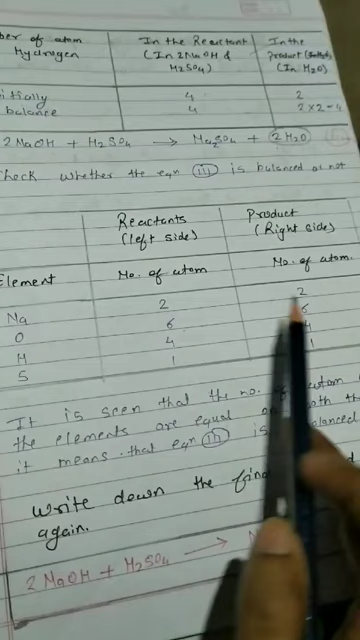 ber of atom In the Reactant In the
Hydrogen (In 2NaOH & Product
H2SO4) (In H2O)
itially 4 2
balance 4 2×2=4
2NaOH + H2SO4 → Na2SO4 + 2H2O
Check whether the eqn (iii) is balanced or not
Reactants Product
(left side) (Right side)
Element No. of atom No. of atom
Na 2 2
O 6 6
H 4 4
S 1 1
It is seen that the no. of atom
the elements are equal on both the
it means that eqn (iii) is balanced
Write down the final
again.
2 NaOH + H2SO4 →